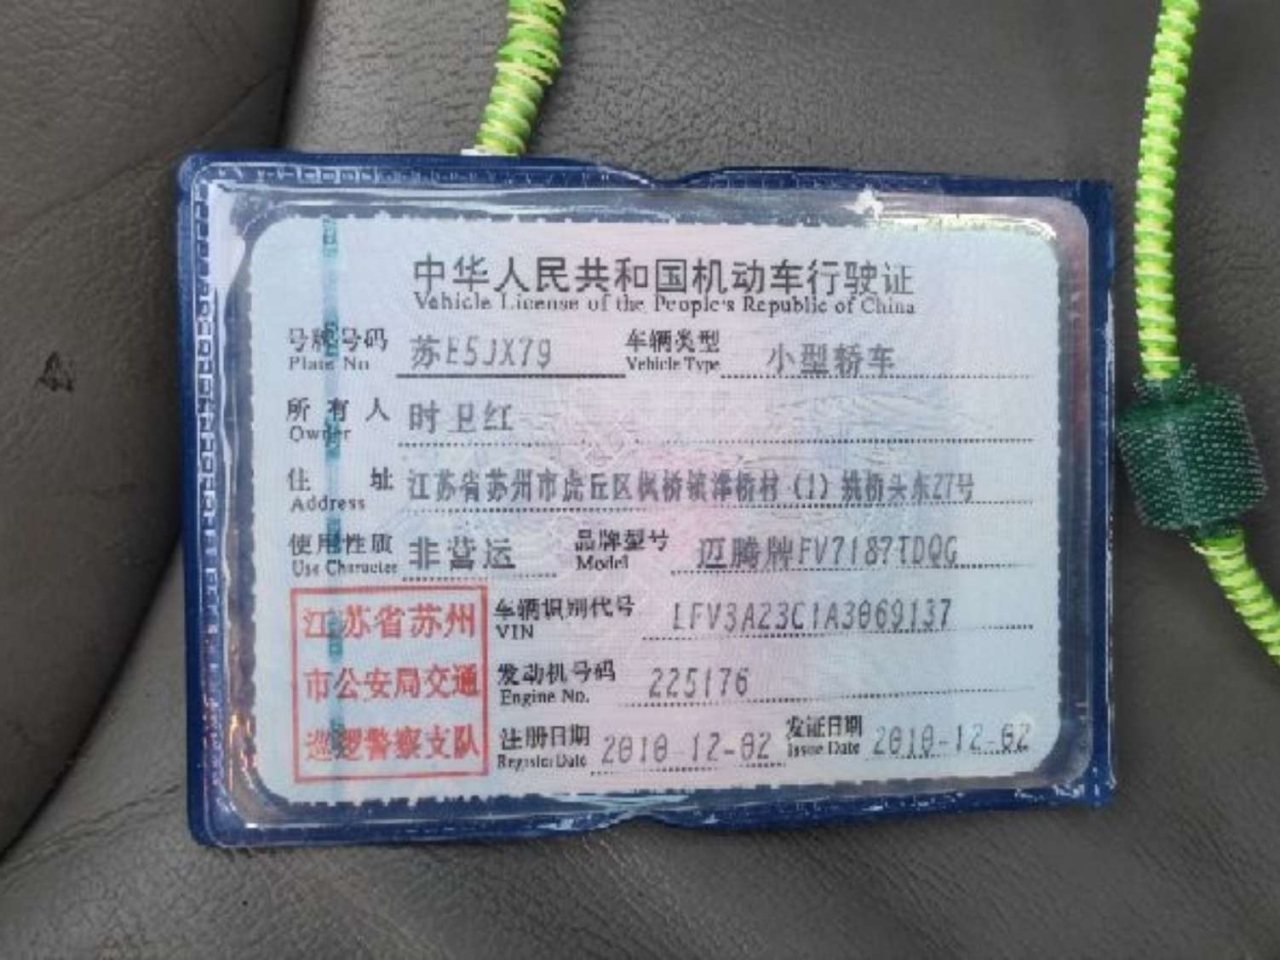 中华人民共和国机动车行驶证
Vehicle License of the People's Republic of China
号牌号码 苏E5JX79 车辆类型 小型轿车
Plate No Vehicle Type
所有人 时卫红
Owner
住址 江苏省苏州市虎丘区枫桥镇 桥村(1)姚桥头东27号
Address
使用性质 非营运 品牌型号 迈腾牌FV7187TDQG
Use Character Model
江苏省苏州
市公安局交通
巡逻警察支队
车辆识别代号 LFV3A23C1A3069137
VIN
发动机号码 225176
Engine No.
注册日期 2010-12-02 发证日期 2010-12-02
Register Date Issue Date